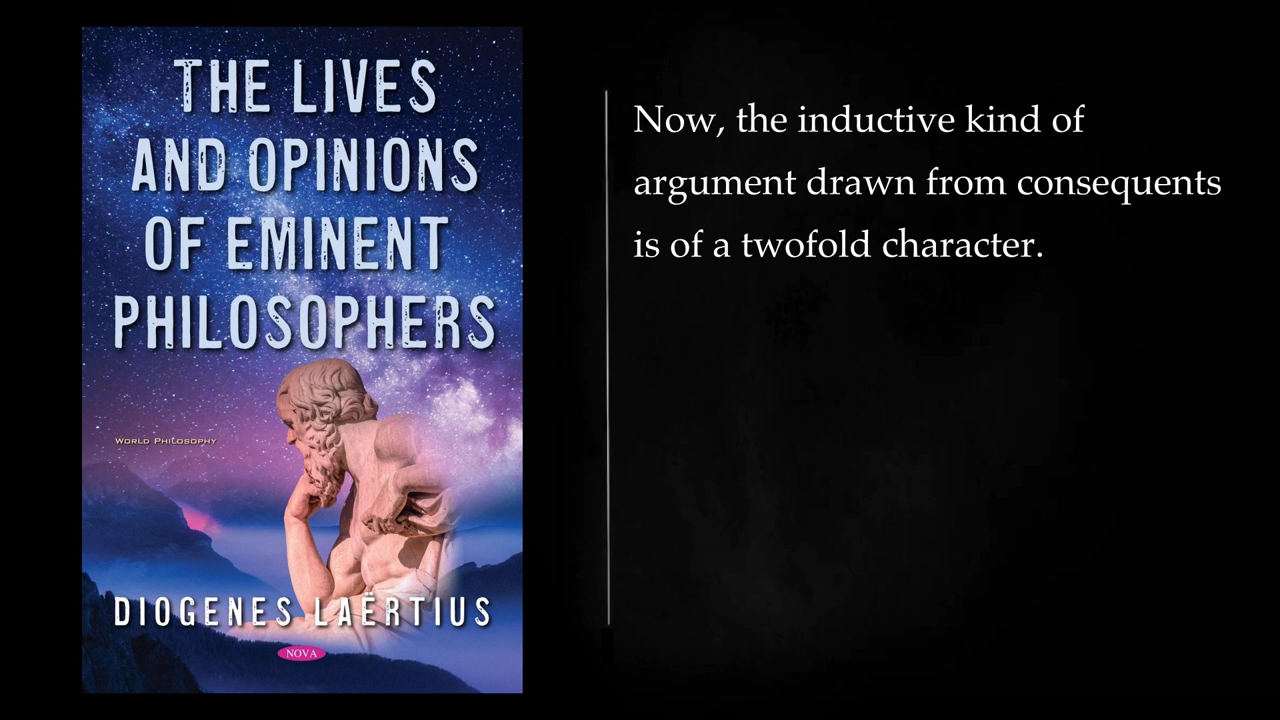 THE LIVES
AND OPINIONS
OF EMINENT
PHILOSOPHERS
WORLD PHILOSOPHY
DIOGENES LAËRTIUS
NOVA
Now, the inductive kind of
argument drawn from consequents
is of a twofold character.